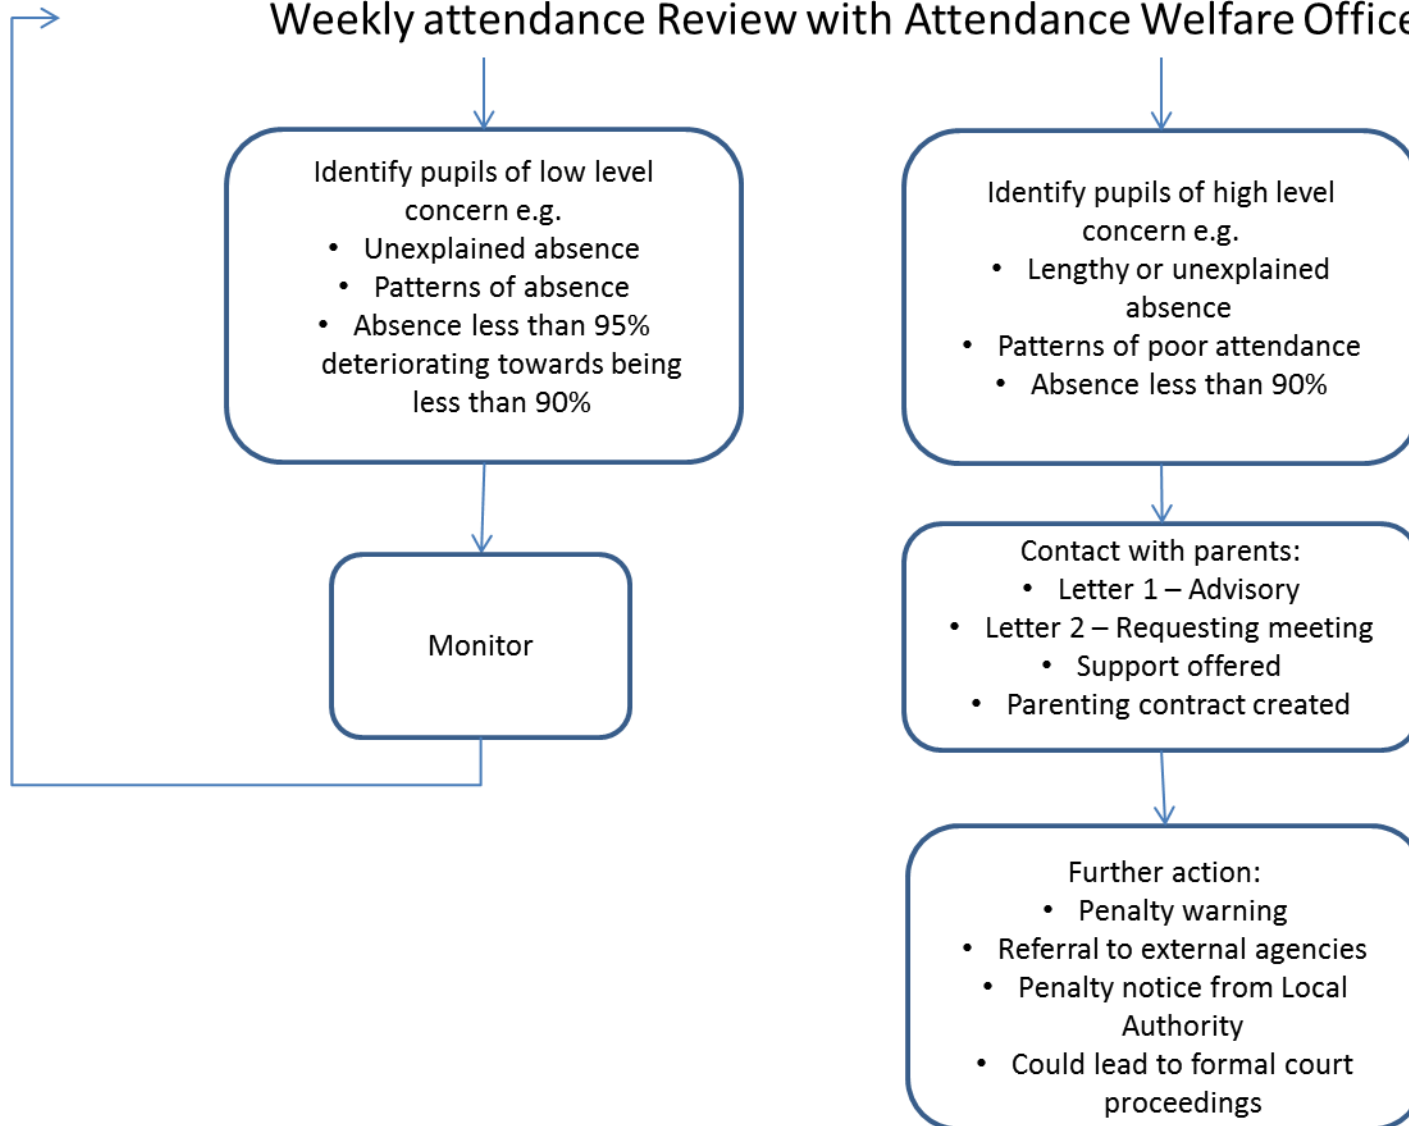 Weekly attendance Review with Attendance Welfare Office
Identify pupils of low level
concern e.g.
• Unexplained absence
• Patterns of absence
• Absence less than 95%
deteriorating towards being
less than 90%
Monitor
Identify pupils of high level
concern e.g.
• Lengthy or unexplained
absence
• Patterns of poor attendance
• Absence less than 90%
Contact with parents:
• Letter 1 – Advisory
• Letter 2 – Requesting meeting
• Support offered
• Parenting contract created
Further action:
• Penalty warning
• Referral to external agencies
• Penalty notice from Local
Authority
• Could lead to formal court
proceedings